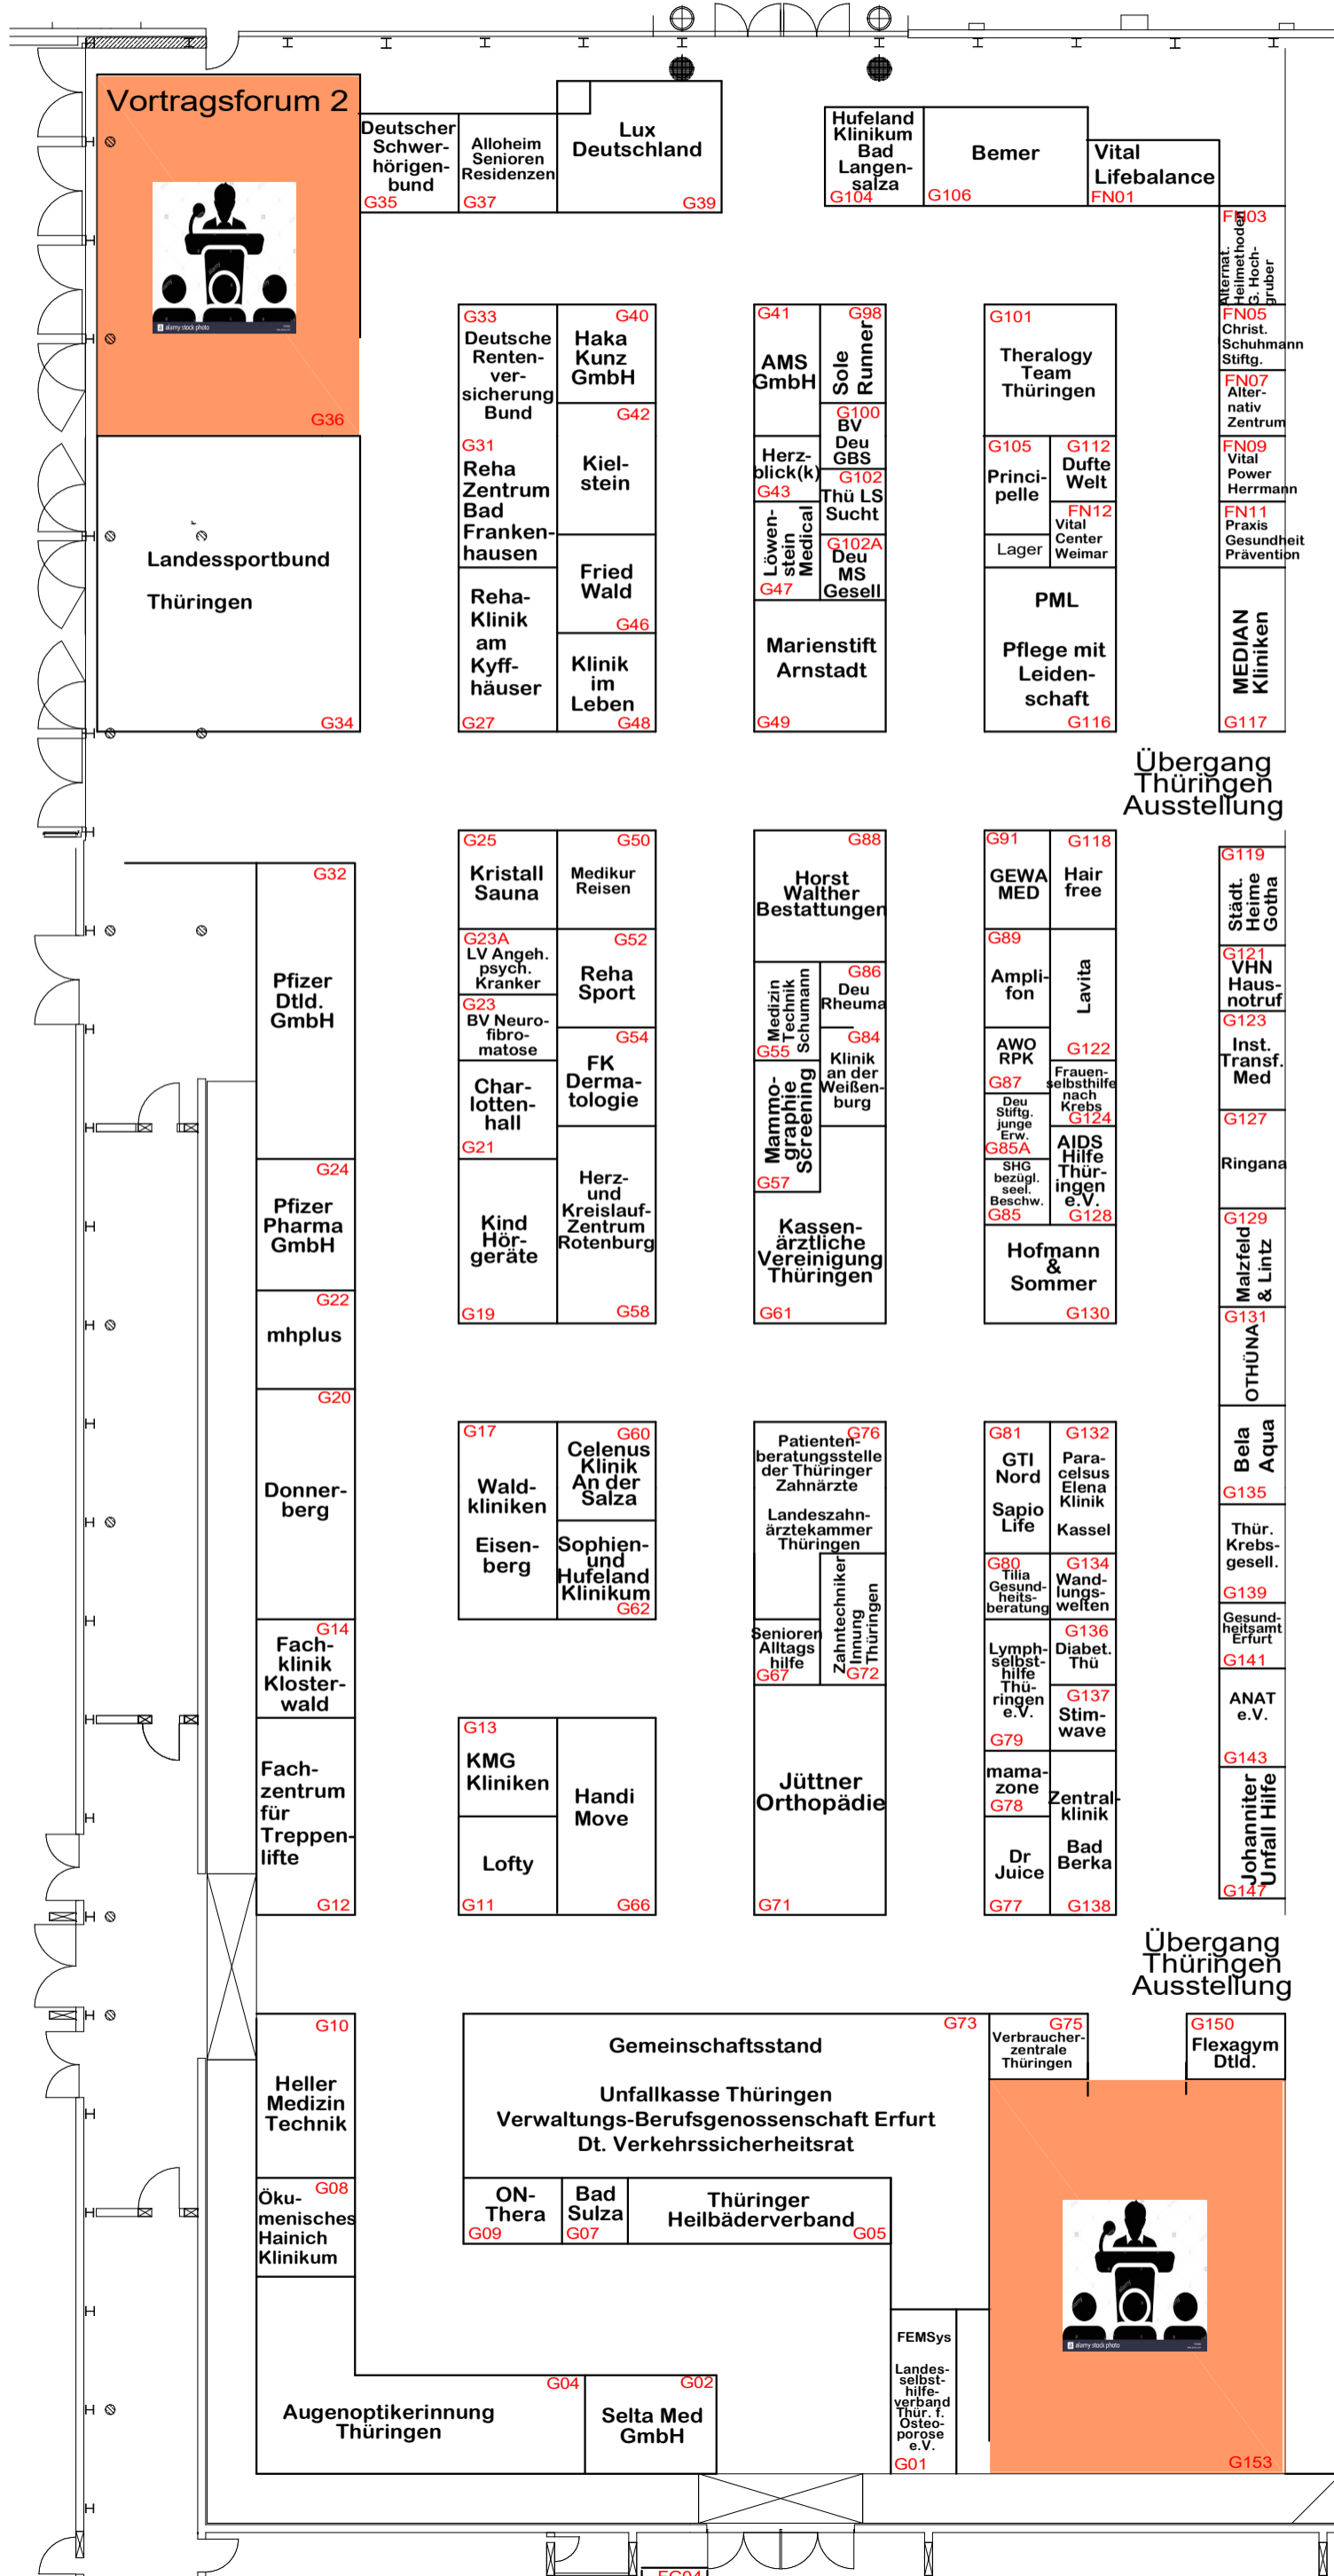 Vortragsforum 2
alamy stock photo
G36
Deutscher
Schwer-
hörigen-
bund
G35
Alloheim
Senioren
Residenzen
G37
Lux
Deutschland
G39
Hufeland
Klinikum
Bad
Langen-
salza
G104
Bemer
G106
Vital
Lifebalance
FN01
FN03
Alternat.
Heilmethoden
G. Hoch-
gruber
FN05
Christ.
Schuhmann
Stiftg.
FN07
Alter-
nativ
Zentrum
FN09
Vital
Power
Herrmann
FN11
Praxis
Gesundheit
Prävention
MEDIAN
Kliniken
G117
Landessportbund
Thüringen
G34
G33
Deutsche
Renten-
ver-
sicherung
Bund
G31
Reha
Zentrum
Bad
Franken-
hausen
Reha-
Klinik
am
Kyff-
häuser
G27
G40
Haka
Kunz
GmbH
G42
Kiel-
stein
Fried
Wald
G46
Klinik
im
Leben
G48
G41
AMS
GmbH
G98
Sole
Runner
G100
BV
Deu
GBS
Herz-
blick(k)
G43
G102
Thü LS
Sucht
Löwen-
stein
Medical
G47
G102A
Deu
MS
Gesell
Marienstift
Arnstadt
G49
G101
Theralogy
Team
Thüringen
G105
Princi-
pelle
G112
Dufte
Welt
FN12
Vital
Center
Weimar
Lager
PML
Pflege mit
Leiden-
schaft
G116
Übergang
Thüringen
Ausstellung
G32
Pfizer
Dtld.
GmbH
G24
Pfizer
Pharma
GmbH
G22
mhplus
G20
Donner-
berg
G14
Fach-
klinik
Kloster-
wald
Fach-
zentrum
für
Treppen-
lifte
G12
G25
Kristall
Sauna
G50
Medikur
Reisen
G23A
LV Angeh.
psych.
Kranker
G23
BV Neuro-
fibro-
matose
G52
Reha
Sport
G54
FK
Derma-
tologie
Char-
lotten-
hall
G21
Kind
Hör-
geräte
G19
Herz-
und
Kreislauf-
Zentrum
Rotenburg
G58
G88
Horst
Walther
Bestattungen
Medizin
Technik
Schumann
G55
G86
Deu
Rheuma
G84
Klinik
an der
Weißen-
burg
Mammo-
graphie
Screening
G57
Kassen-
ärztliche
Vereinigung
Thüringen
G61
G91
GEWA
MED
G118
Hair
free
G89
Ampli-
fon
Lavita
G122
AWO
RPK
G87
Frauen-
selbsthilfe
nach
Krebs
G124
Deu
Stiftg.
junge
Erw.
G85A
AIDS
Hilfe
Thür-
ingen
e.V.
G128
SHG
bezügl.
seel.
Beschw.
G85
Hofmann
&
Sommer
G130
G119
Städt.
Heime
Gotha
G121
VHN
Haus-
notruf
G123
Inst.
Transf.
Med
G127
Ringana
G129
Malzfeld
& Lintz
G131
OTHÜNA
Bela
Aqua
G135
Thür.
Krebs-
gesell.
G139
Gesund-
heitsamt
Erfurt
G141
ANAT
e.V.
G143
Johanniter
Unfall Hilfe
G147
G17
Wald-
kliniken
Eisen-
berg
G60
Celenus
Klinik
An der
Salza
Sophien-
und
Hufeland
Klinikum
G62
G13
KMG
Kliniken
Lofty
G11
Handi
Move
G66
G76
Patienten-
beratungsstelle
der Thüringer
Zahnärzte
Landeszahn-
ärztekammer
Thüringen
Senioren
Alltags
hilfe
G67
Zahntechniker
Innung
Thüringen
G72
Jüttner
Orthopädie
G71
G81
GTI
Nord
Sapio
Life
G132
Para-
celsus
Elena
Klinik
Kassel
G80
Tilia
Gesund-
heits-
beratung
G134
Wand-
lungs-
welten
Lymph-
selbst-
hilfe
Thü-
ringen
e.V.
G79
G136
Diabet.
Thü
G137
Stim-
wave
mama-
zone
G78
Zentral-
klinik
Bad
Berka
G138
Dr
Juice
G77
Übergang
Thüringen
Ausstellung
G10
Heller
Medizin
Technik
G08
Öku-
menisches
Hainich
Klinikum
G73
Gemeinschaftsstand
Unfallkasse Thüringen
Verwaltungs-Berufsgenossenschaft Erfurt
Dt. Verkehrssicherheitsrat
G75
Verbraucher-
zentrale
Thüringen
G150
Flexagym
Dtld.
ON-
Thera
G09
Bad
Sulza
G07
Thüringer
Heilbäderverband
G05
FEMSys
Landes-
selbst-
hilfe-
verband
Thür. f.
Osteo-
porose
e.V.
G01
alamy stock photo
G153
G04
Augenoptikerinnung
Thüringen
G02
Selta Med
GmbH